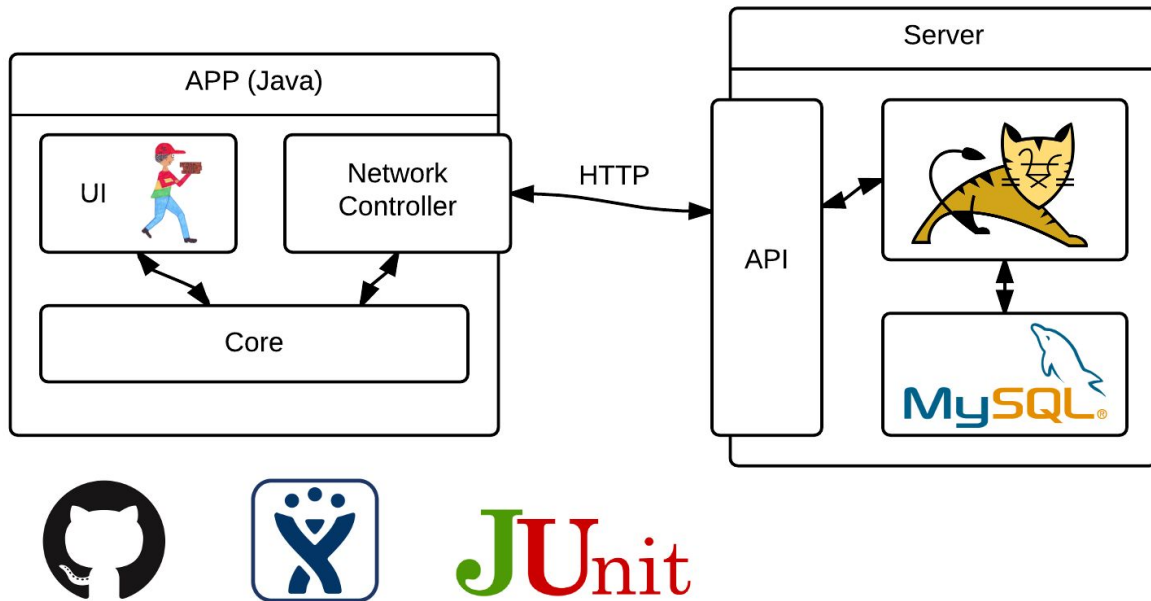 APP (Java)
UI
Network
Controller
Core
HTTP
Server
API
MySQL®
JUnit